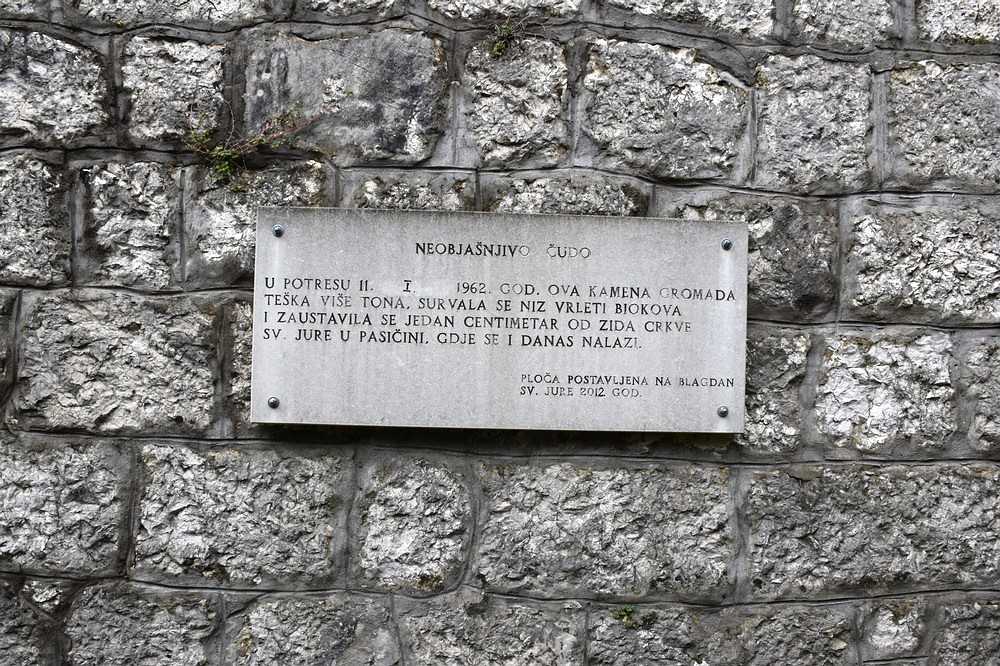 NEOBJAŠNJIVO ČUDO
U POTRESU 11. I 1962. GOD. OVA KAMENA GROMADA
TEŠKA VIŠE TONA, SURVALA SE NIZ VRLETI BIOKOVA
I ZAUSTAVILA SE JEDAN CENTIMETAR OD ZIDA CRKVE
SV. JURE U PASIČINI, GDJE SE I DANAS NALAZI.
PLOČA POSTAVLJENA NA BLAGDAN
SV. JURE 2012. GOD.